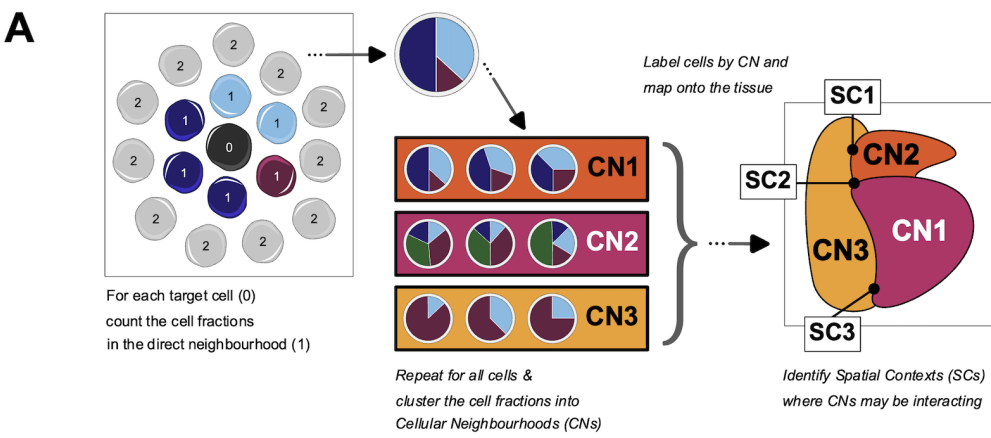 A
2
2
2
2
2
1
1
1
0
2
2
1
1
1
2
2
2
2
For each target cell (0)
count the cell fractions
in the direct neighbourhood (1)
CN1
CN2
CN3
Repeat for all cells &
cluster the cell fractions into
Cellular Neighbourhoods (CNs)
Label cells by CN and
map onto the tissue
SC1
CN2
SC2
CN1
CN3
SC3
Identify Spatial Contexts (SCs)
where CNs may be interacting